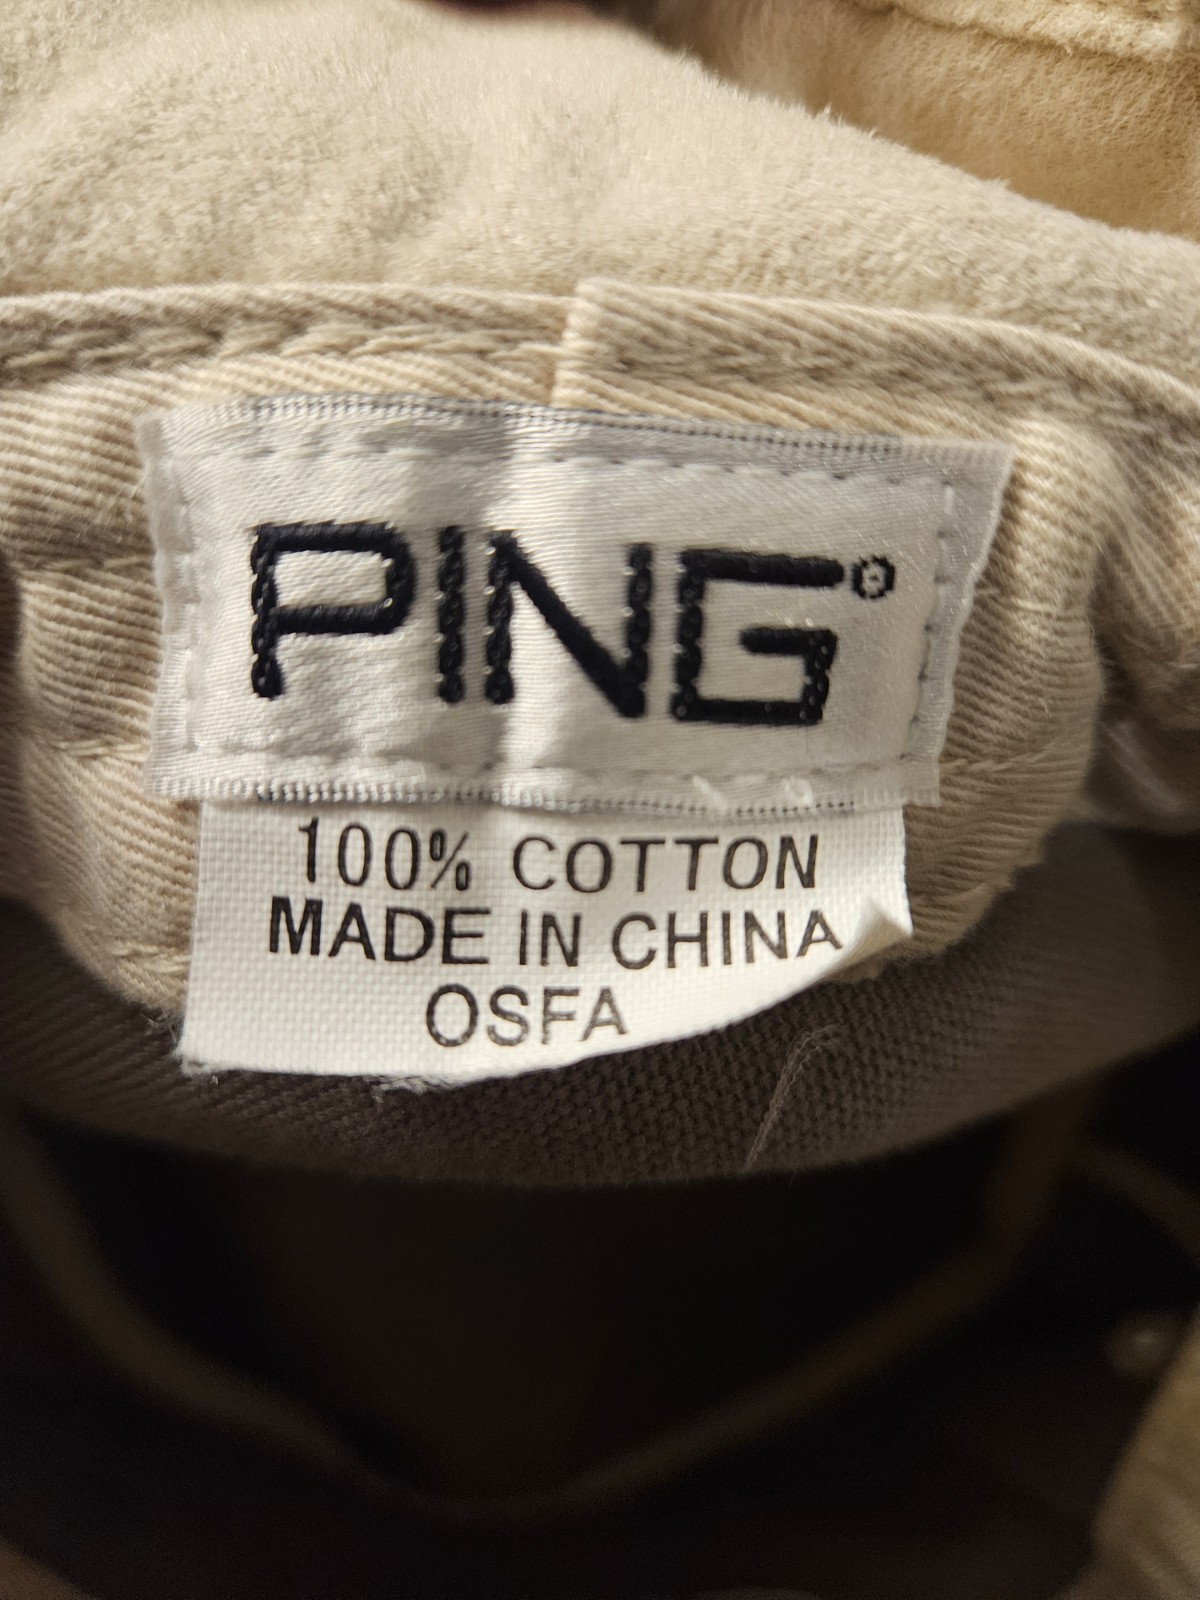 PING®
100% COTTON
MADE IN CHINA
OSFA